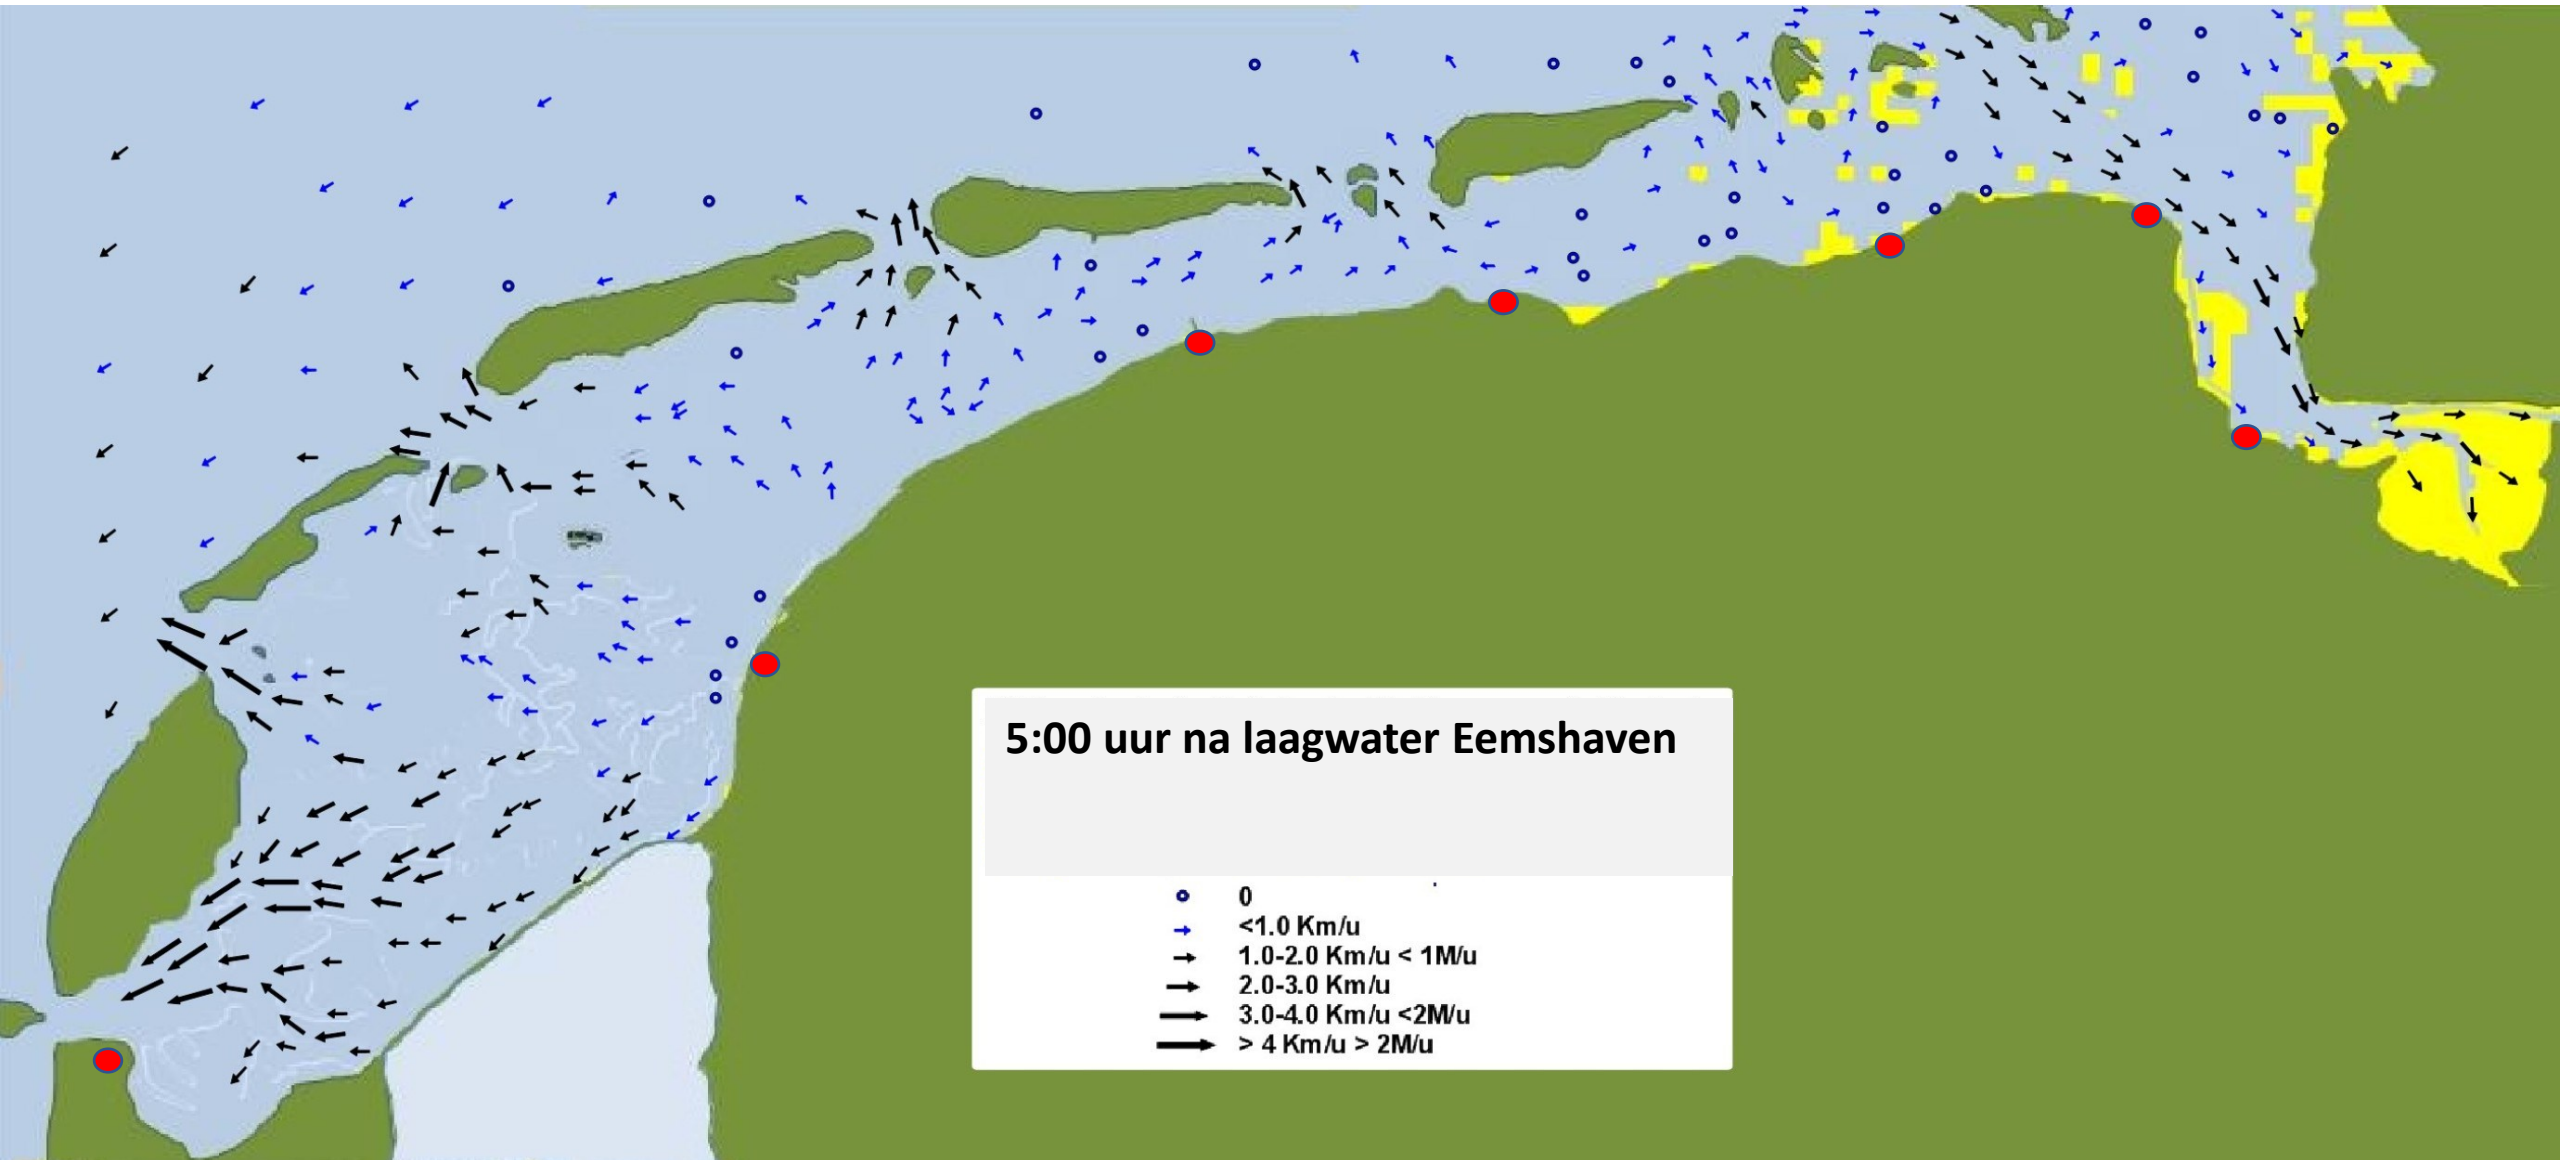 5:00 uur na laagwater Eemshaven
0
<1.0 Km/u
1.0-2.0 Km/u < 1M/u
2.0-3.0 Km/u
3.0-4.0 Km/u <2M/u
> 4 Km/u > 2M/u